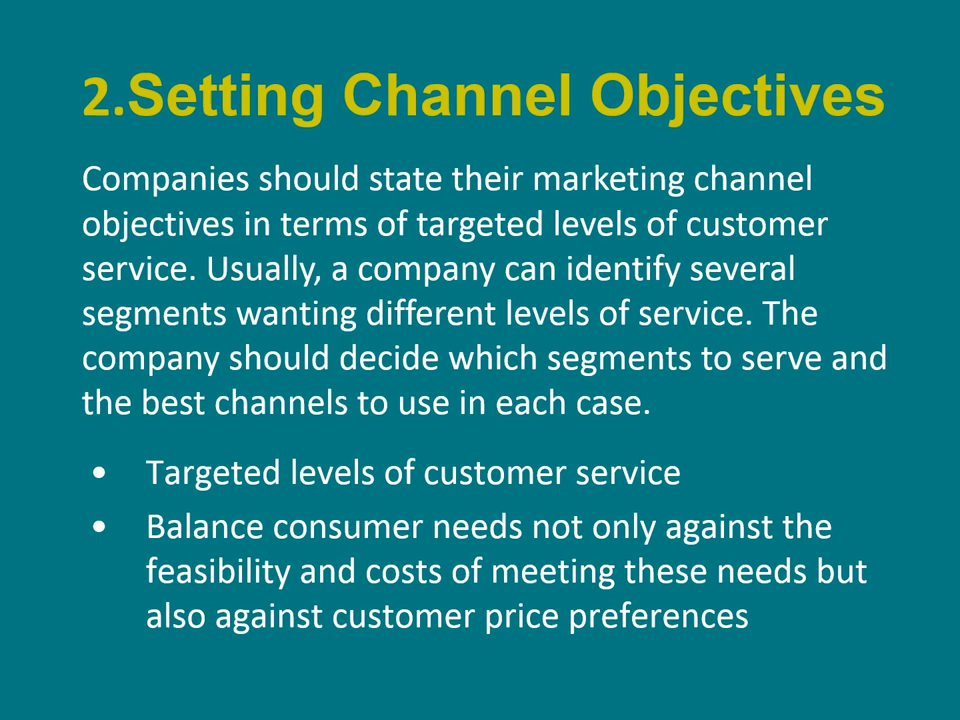 2.Setting Channel Objectives
Companies should state their marketing channel
objectives in terms of targeted levels of customer
service. Usually, a company can identify several
segments wanting different levels of service. The
company should decide which segments to serve and
the best channels to use in each case.
• Targeted levels of customer service
• Balance consumer needs not only against the
feasibility and costs of meeting these needs but
also against customer price preferences